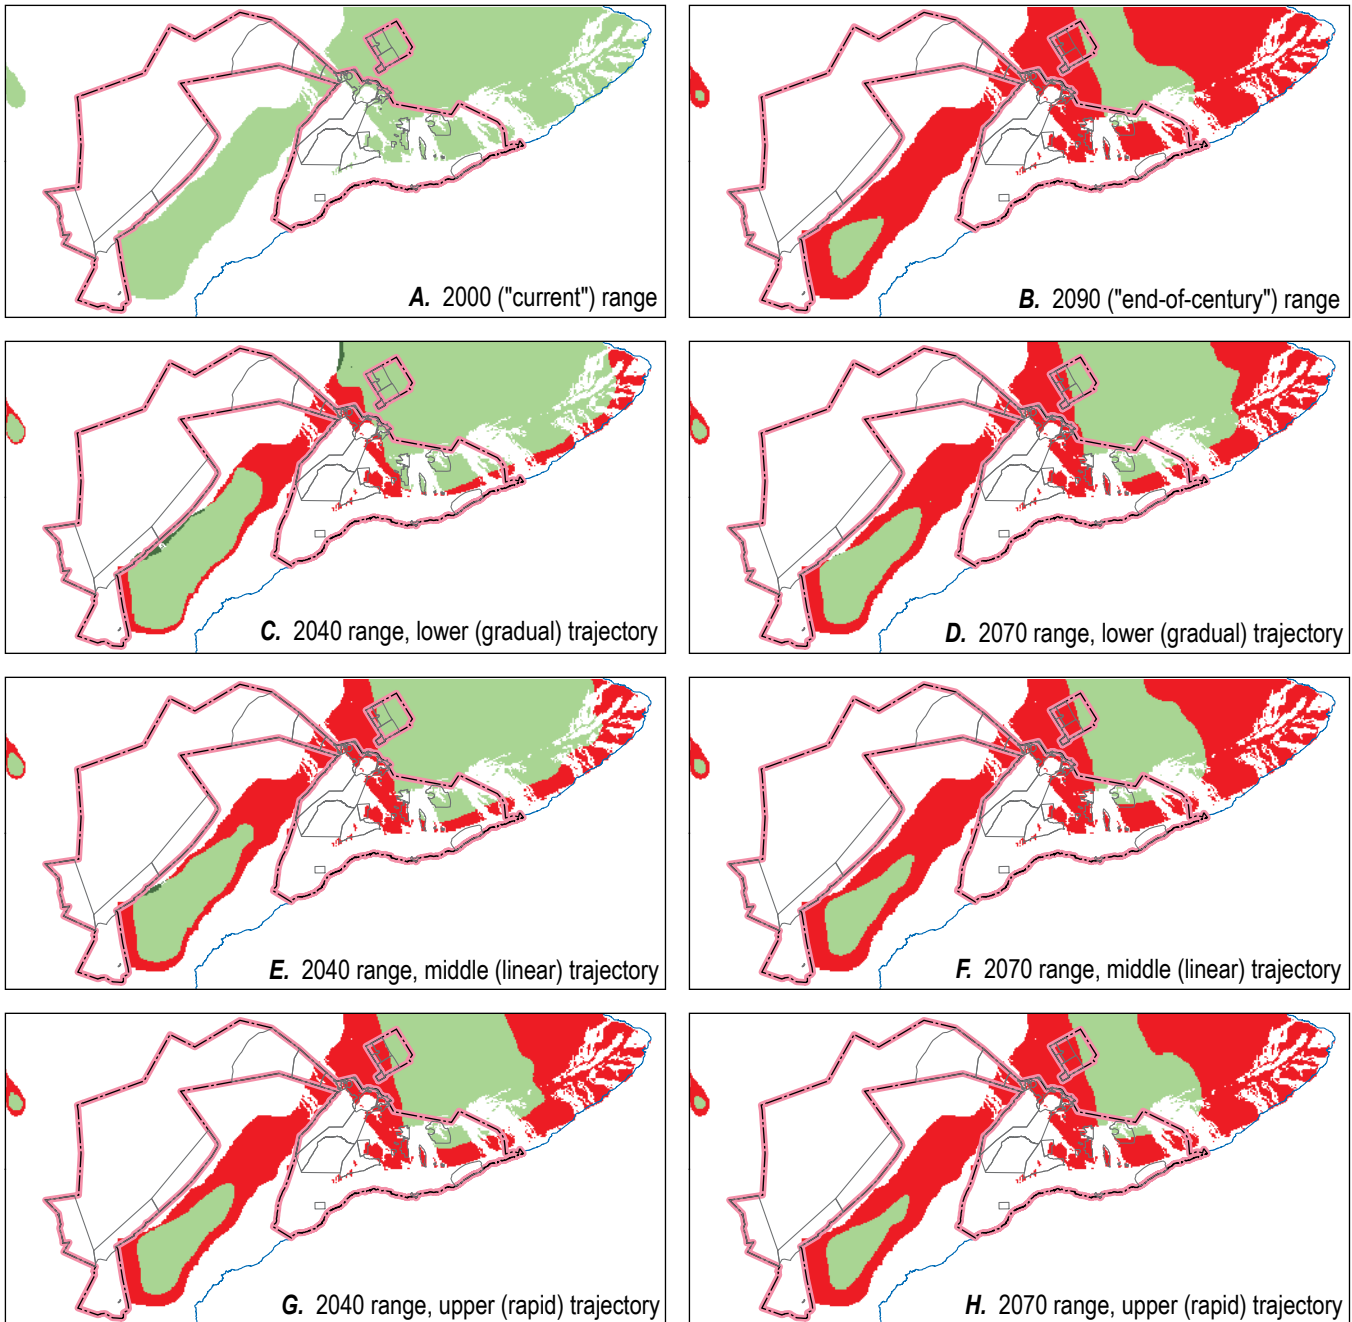 A. 2000 ("current") range
B. 2090 ("end-of-century") range
C. 2040 range, lower (gradual) trajectory
D. 2070 range, lower (gradual) trajectory
E. 2040 range, middle (linear) trajectory
F. 2070 range, middle (linear) trajectory
G. 2040 range, upper (rapid) trajectory
H. 2070 range, upper (rapid) trajectory